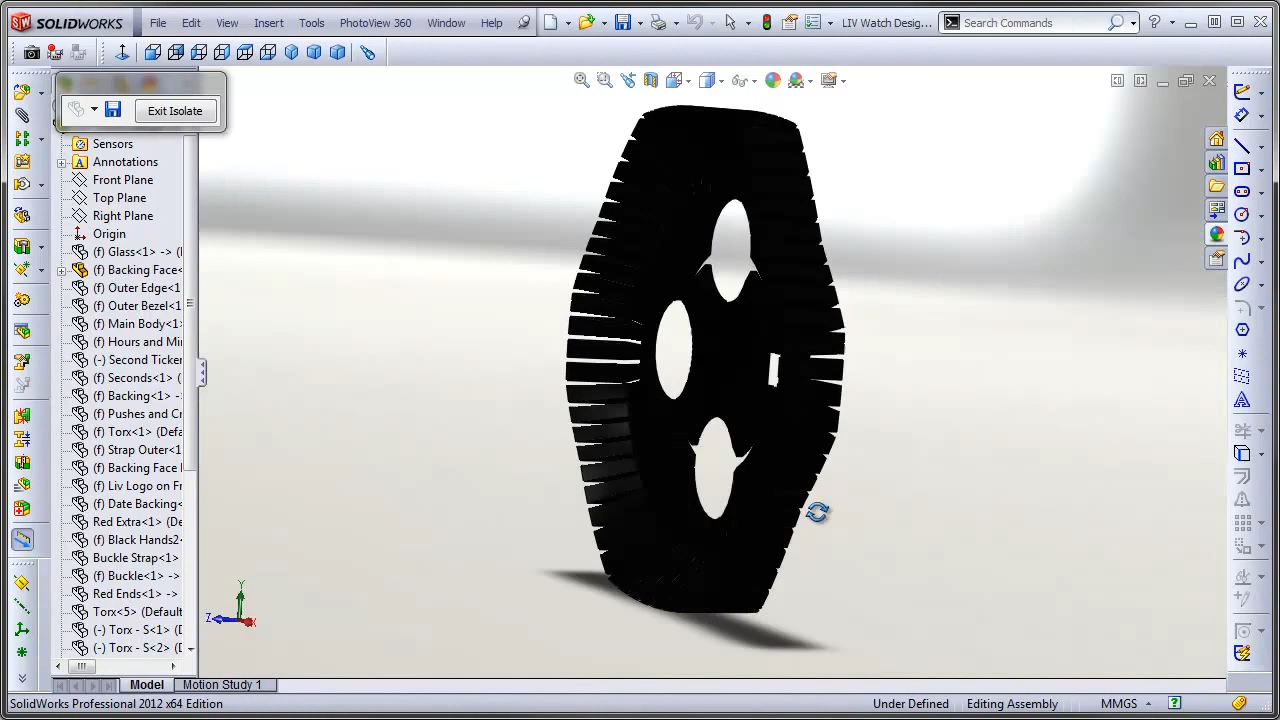 SOLIDWORKS File Edit View Insert Tools PhotoView 360 Window Help LIV Watch Desig... Search Commands
Exit Isolate
Sensors
Annotations
Front Plane
Top Plane
Right Plane
Origin
(f) Glass<1> -> (
(f) Backing Face<
(f) Outer Edge<1
(f) Outer Bezel<1
(f) Main Body<1>
(f) Hours and Min
(-) Second Ticker
(f) Seconds<1> (
(f) Backing<1> ->
(f) Pushes and Cr
(f) Torx<1> (Defa
(f) Strap Outer<1
(f) Backing Face
(f) Liv Logo on Fr
(f) Date Backing<
Red Extra<1> (De
(f) Black Hands2<
Buckle Strap<1>
(f) Buckle<1> ->
Red Ends<1> ->
Torx<5> (Default
(-) Torx - S<1> (D
(-) Torx - S<2> (D
Y
Z
X
Model Motion Study 1
SolidWorks Professional 2012 x64 Edition Under Defined Editing Assembly MMGS